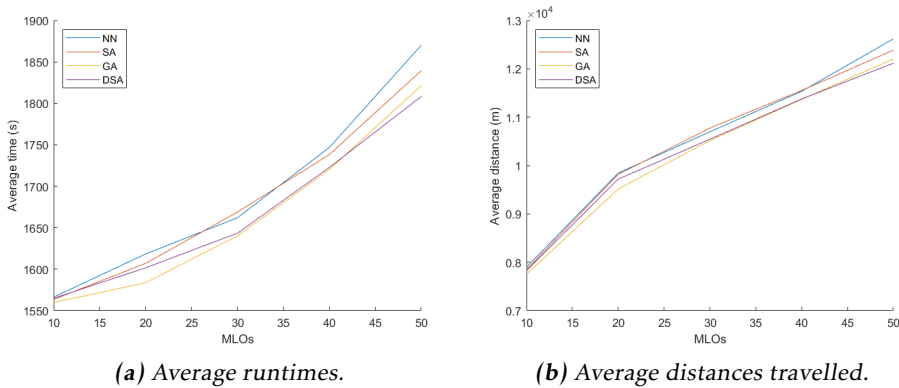 1900
1850
1800
1750
1700
1650
1600
1550
Average time (s)
NN
SA
GA
DSA
10 15 20 25 30 35 40 45 50
MLOs
(a) Average runtimes.
×10⁴
1.3
1.2
1.1
1
0.9
0.8
0.7
Average distance (m)
NN
SA
GA
DSA
10 15 20 25 30 35 40 45 50
MLOs
(b) Average distances travelled.